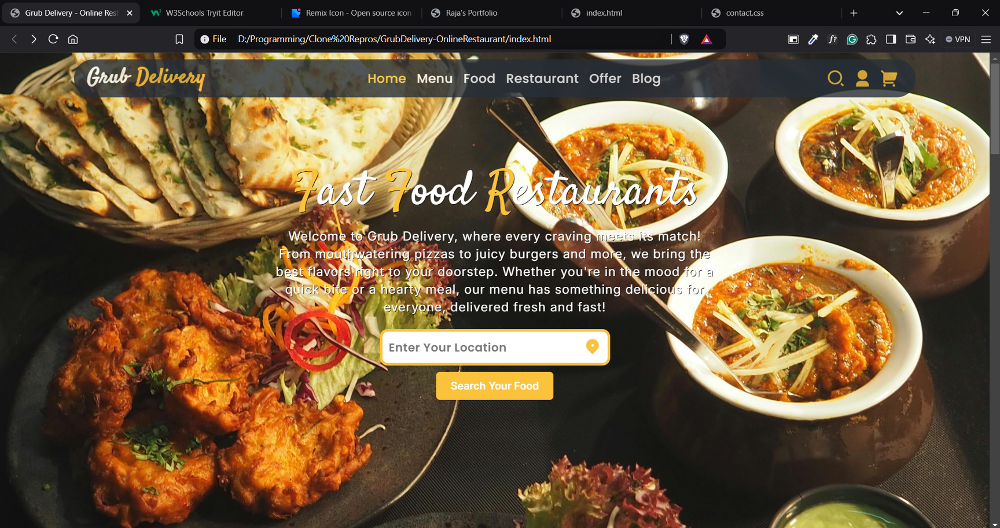 Grub Delivery - Online Rest
W3Schools Tryit Editor
Remix Icon - Open source icon
Raja's Portfolio
index.html
contact.css
File D:/Programming/Clone%20Repros/GrubDelivery-OnlineRestaurant/index.html
f?
VPN
Grub Delivery
Home Menu Food Restaurant Offer Blog
Fast Food Restaurants
Welcome to Grub Delivery, where every craving meets its match!
From mouthwatering pizzas to juicy burgers and more, we bring the
best flavors right to your doorstep. Whether you're in the mood for a
quick bite or a hearty meal, our menu has something delicious for
everyone, delivered fresh and fast!
Enter Your Location
Search Your Food